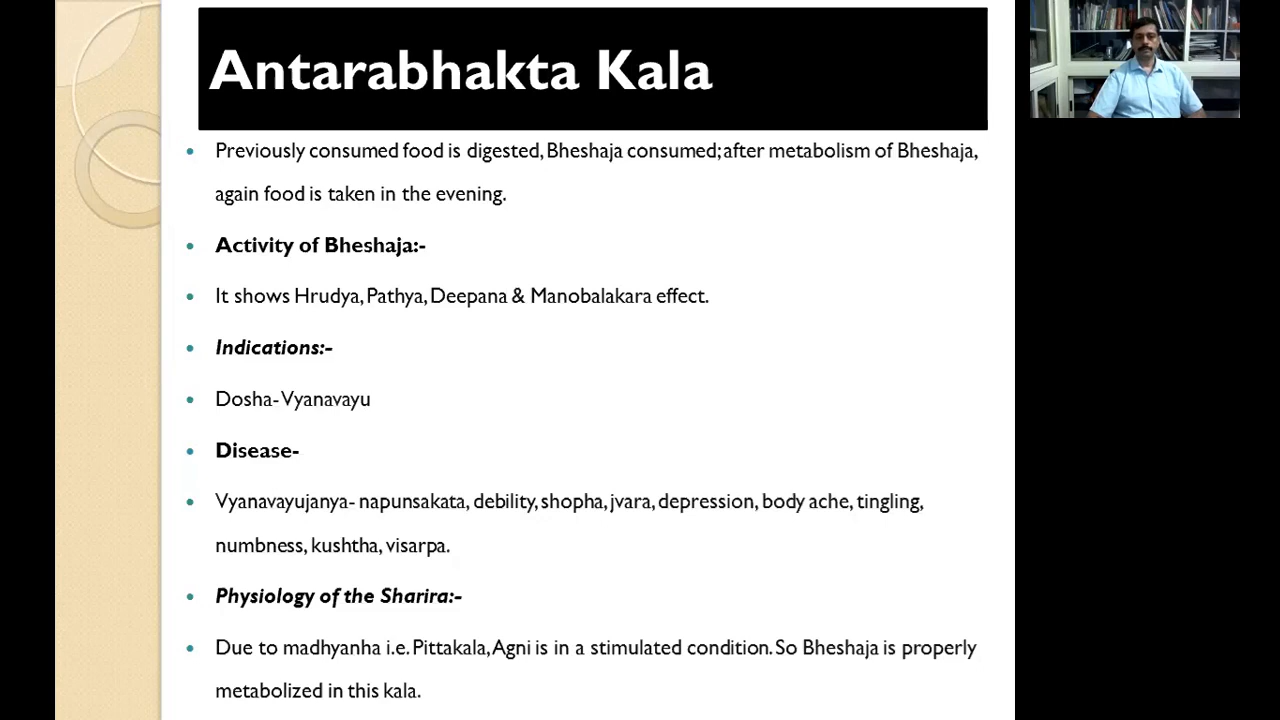 Antarabhakta Kala
Previously consumed food is digested, Bheshaja consumed; after metabolism of Bheshaja,
again food is taken in the evening.
Activity of Bheshaja:-
It shows Hrudya, Pathya, Deepana & Manobalakara effect.
Indications:-
Dosha- Vyanavayu
Disease-
Vyanavayujanya- napunsakata, debility, shopha, jvara, depression, body ache, tingling,
numbness, kushtha, visarpa.
Physiology of the Sharira:-
Due to madhyanha i.e. Pittakala, Agni is in a stimulated condition. So Bheshaja is properly
metabolized in this kala.